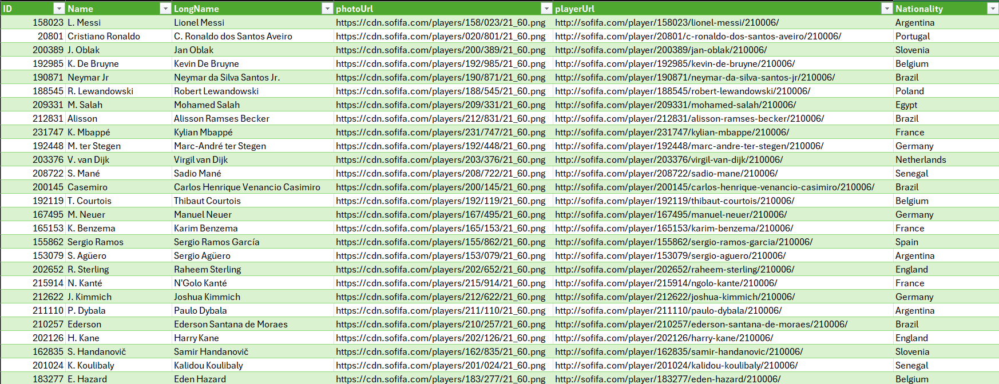 ID Name LongName photoUrl playerUrl Nationality
158023 L. Messi Lionel Messi https://cdn.sofifa.com/players/158/023/21_60.png http://sofifa.com/player/158023/lionel-messi/210006/ Argentina
20801 Cristiano Ronaldo C. Ronaldo dos Santos Aveiro https://cdn.sofifa.com/players/020/801/21_60.png http://sofifa.com/player/20801/c-ronaldo-dos-santos-aveiro/210006/ Portugal
200389 J. Oblak Jan Oblak https://cdn.sofifa.com/players/200/389/21_60.png http://sofifa.com/player/200389/jan-oblak/210006/ Slovenia
192985 K. De Bruyne Kevin De Bruyne https://cdn.sofifa.com/players/192/985/21_60.png http://sofifa.com/player/192985/kevin-de-bruyne/210006/ Belgium
190871 Neymar Jr Neymar da Silva Santos Jr. https://cdn.sofifa.com/players/190/871/21_60.png http://sofifa.com/player/190871/neymar-da-silva-santos-jr/210006/ Brazil
188545 R. Lewandowski Robert Lewandowski https://cdn.sofifa.com/players/188/545/21_60.png http://sofifa.com/player/188545/robert-lewandowski/210006/ Poland
209331 M. Salah Mohamed Salah https://cdn.sofifa.com/players/209/331/21_60.png http://sofifa.com/player/209331/mohamed-salah/210006/ Egypt
212831 Alisson Alisson Ramses Becker https://cdn.sofifa.com/players/212/831/21_60.png http://sofifa.com/player/212831/alisson-ramses-becker/210006/ Brazil
231747 K. Mbappé Kylian Mbappé https://cdn.sofifa.com/players/231/747/21_60.png http://sofifa.com/player/231747/kylian-mbappe/210006/ France
192448 M. ter Stegen Marc-André ter Stegen https://cdn.sofifa.com/players/192/448/21_60.png http://sofifa.com/player/192448/marc-andre-ter-stegen/210006/ Germany
203376 V. van Dijk Virgil van Dijk https://cdn.sofifa.com/players/203/376/21_60.png http://sofifa.com/player/203376/virgil-van-dijk/210006/ Netherlands
208722 S. Mané Sadio Mané https://cdn.sofifa.com/players/208/722/21_60.png http://sofifa.com/player/208722/sadio-mane/210006/ Senegal
200145 Casemiro Carlos Henrique Venancio Casimiro https://cdn.sofifa.com/players/200/145/21_60.png http://sofifa.com/player/200145/carlos-henrique-venancio-casimiro/210006/ Brazil
192119 T. Courtois Thibaut Courtois https://cdn.sofifa.com/players/192/119/21_60.png http://sofifa.com/player/192119/thibaut-courtois/210006/ Belgium
167495 M. Neuer Manuel Neuer https://cdn.sofifa.com/players/167/495/21_60.png http://sofifa.com/player/167495/manuel-neuer/210006/ Germany
165153 K. Benzema Karim Benzema https://cdn.sofifa.com/players/165/153/21_60.png http://sofifa.com/player/165153/karim-benzema/210006/ France
155862 Sergio Ramos Sergio Ramos García https://cdn.sofifa.com/players/155/862/21_60.png http://sofifa.com/player/155862/sergio-ramos-garcia/210006/ Spain
153079 S. Agüero Sergio Agüero https://cdn.sofifa.com/players/153/079/21_60.png http://sofifa.com/player/153079/sergio-aguero/210006/ Argentina
202652 R. Sterling Raheem Sterling https://cdn.sofifa.com/players/202/652/21_60.png http://sofifa.com/player/202652/raheem-sterling/210006/ England
215914 N. Kanté N'Golo Kanté https://cdn.sofifa.com/players/215/914/21_60.png http://sofifa.com/player/215914/ngolo-kante/210006/ France
212622 J. Kimmich Joshua Kimmich https://cdn.sofifa.com/players/212/622/21_60.png http://sofifa.com/player/212622/joshua-kimmich/210006/ Germany
211110 P. Dybala Paulo Dybala https://cdn.sofifa.com/players/211/110/21_60.png http://sofifa.com/player/211110/paulo-dybala/210006/ Argentina
210257 Ederson Ederson Santana de Moraes https://cdn.sofifa.com/players/210/257/21_60.png http://sofifa.com/player/210257/ederson-santana-de-moraes/210006/ Brazil
202126 H. Kane Harry Kane https://cdn.sofifa.com/players/202/126/21_60.png http://sofifa.com/player/202126/harry-kane/210006/ England
162835 S. Handanovič Samir Handanovič https://cdn.sofifa.com/players/162/835/21_60.png http://sofifa.com/player/162835/samir-handanovic/210006/ Slovenia
201024 K. Koulibaly Kalidou Koulibaly https://cdn.sofifa.com/players/201/024/21_60.png http://sofifa.com/player/201024/kalidou-koulibaly/210006/ Senegal
183277 E. Hazard Eden Hazard https://cdn.sofifa.com/players/183/277/21_60.png http://sofifa.com/player/183277/eden-hazard/210006/ Belgium